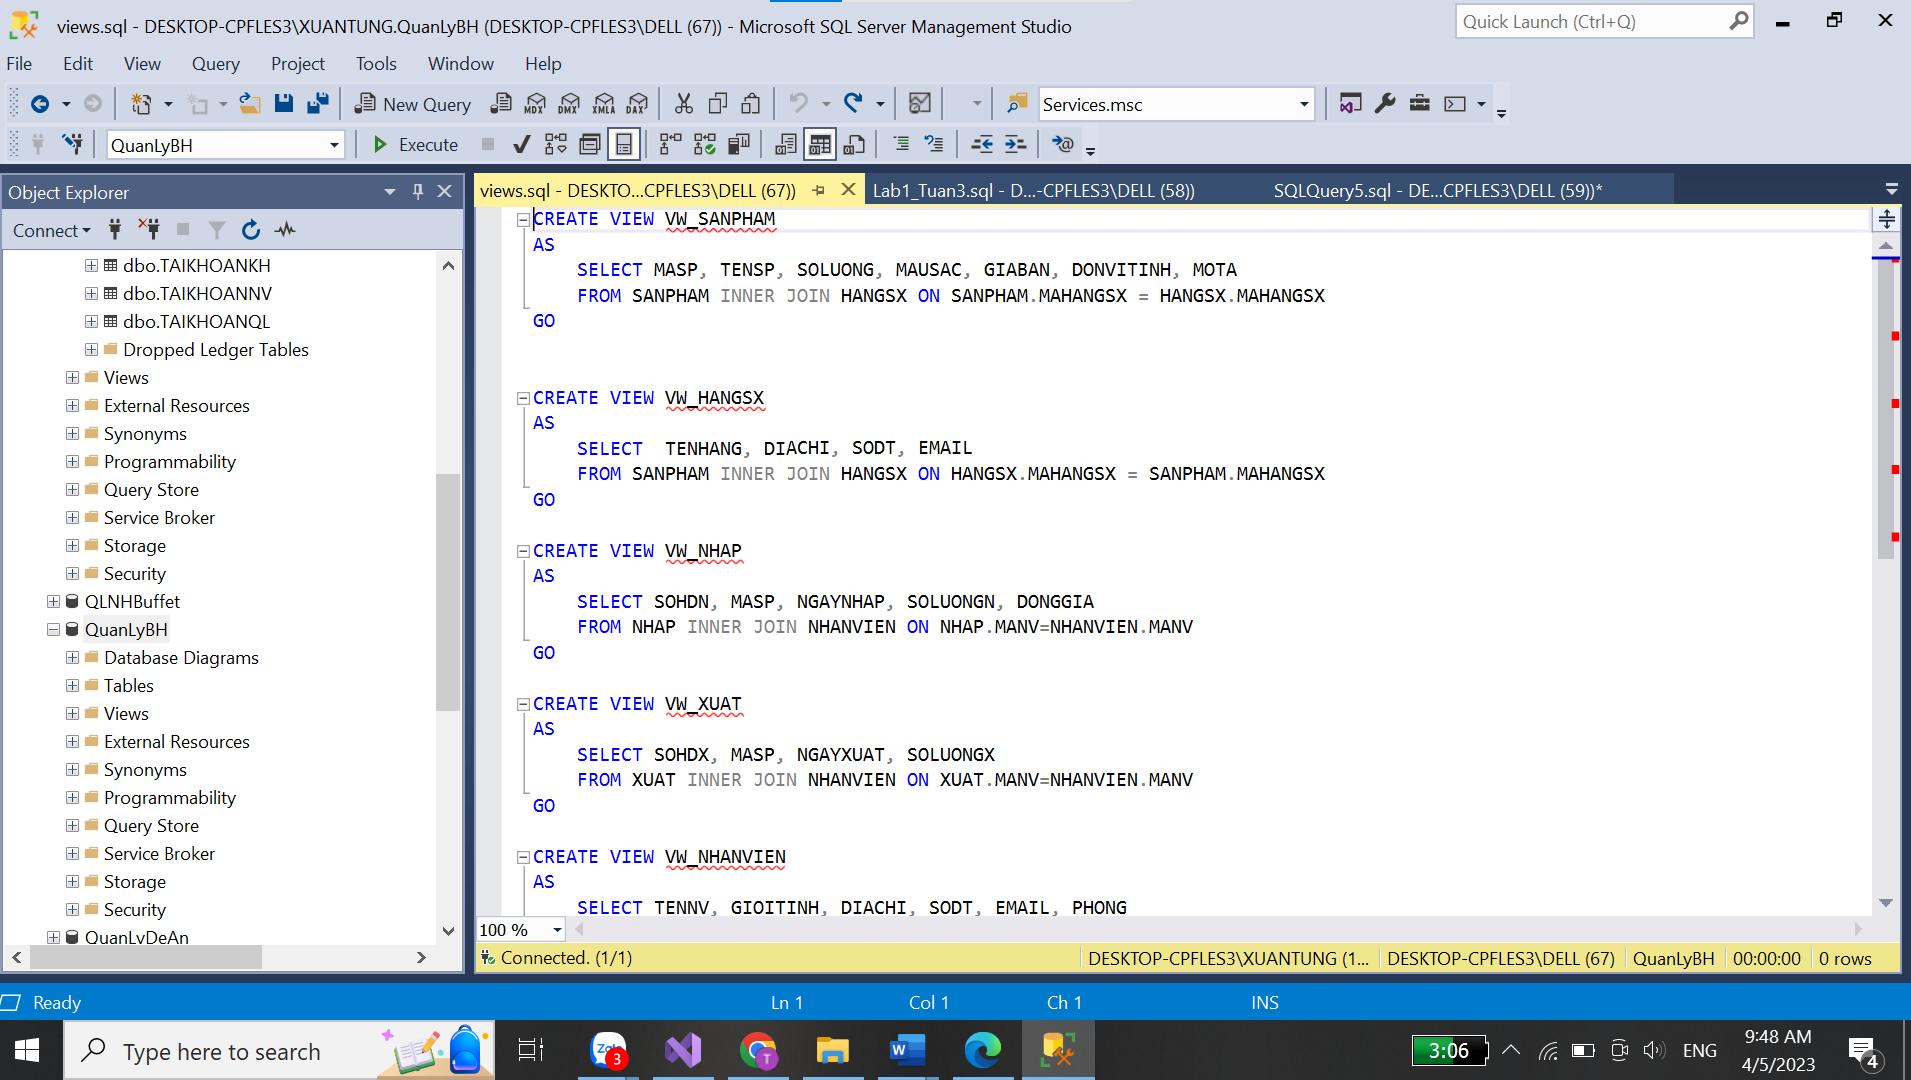 views.sql - DESKTOP-CPFLES3\XUANTUNG.QuanLyBH (DESKTOP-CPFLES3\DELL (67)) - Microsoft SQL Server Management Studio
Quick Launch (Ctrl+Q)
File Edit View Query Project Tools Window Help
New Query MDX DMX XMLA DAX Services.msc
QuanLyBH Execute
Object Explorer
Connect
dbo.TAIKHOANKH
dbo.TAIKHOANNV
dbo.TAIKHOANQL
Dropped Ledger Tables
Views
External Resources
Synonyms
Programmability
Query Store
Service Broker
Storage
Security
QLNHBuffet
QuanLyBH
Database Diagrams
Tables
Views
External Resources
Synonyms
Programmability
Query Store
Service Broker
Storage
Security
QuanLyDeAn
views.sql - DESKTO...CPFLES3\DELL (67)) Lab1_Tuan3.sql - D...-CPFLES3\DELL (58)) SQLQuery5.sql - DE...CPFLES3\DELL (59))*
CREATE VIEW VW_SANPHAM
AS
SELECT MASP, TENSP, SOLUONG, MAUSAC, GIABAN, DONVITINH, MOTA
FROM SANPHAM INNER JOIN HANGSX ON SANPHAM.MAHANGSX = HANGSX.MAHANGSX
GO
CREATE VIEW VW_HANGSX
AS
SELECT  TENHANG, DIACHI, SODT, EMAIL
FROM SANPHAM INNER JOIN HANGSX ON HANGSX.MAHANGSX = SANPHAM.MAHANGSX
GO
CREATE VIEW VW_NHAP
AS
SELECT SOHDN, MASP, NGAYNHAP, SOLUONGN, DONGGIA
FROM NHAP INNER JOIN NHANVIEN ON NHAP.MANV=NHANVIEN.MANV
GO
CREATE VIEW VW_XUAT
AS
SELECT SOHDX, MASP, NGAYXUAT, SOLUONGX
FROM XUAT INNER JOIN NHANVIEN ON XUAT.MANV=NHANVIEN.MANV
GO
CREATE VIEW VW_NHANVIEN
AS
SELECT TENNV, GIOITINH, DIACHI, SODT, EMAIL, PHONG
100 %
Connected. (1/1) DESKTOP-CPFLES3\XUANTUNG (1... DESKTOP-CPFLES3\DELL (67) QuanLyBH 00:00:00 0 rows
Ready Ln 1 Col 1 Ch 1 INS
Type here to search
Zalo 3
T
W
3:06
ENG
9:48 AM
4/5/2023
4